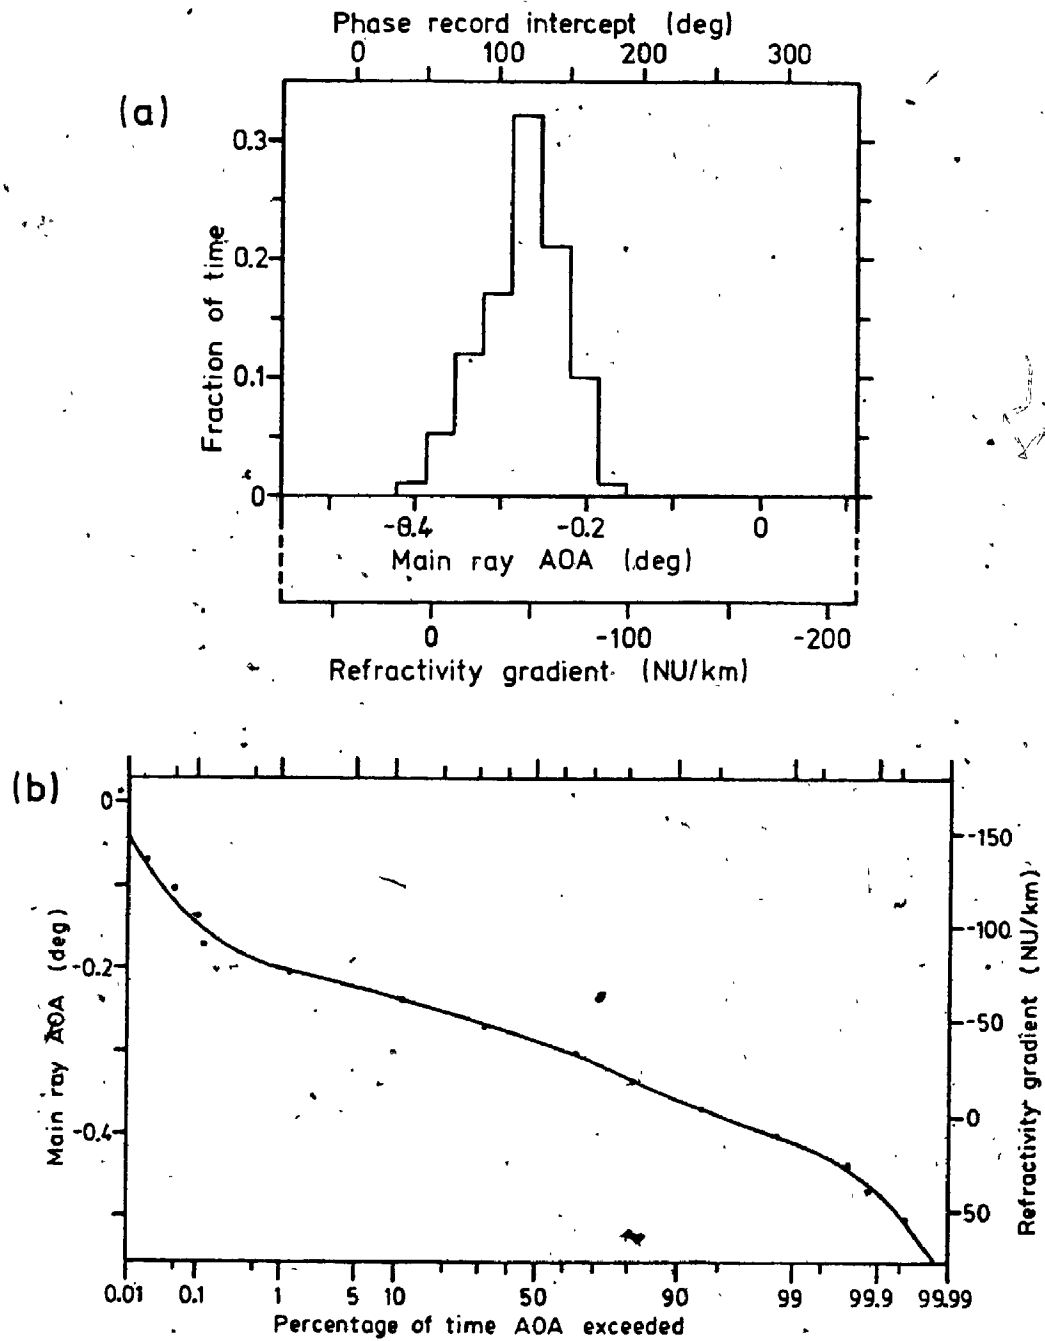 Phase record intercept (deg)
0 100 200 300
(a)
0.3
0.2
0.1
0
Fraction of time
-0.4 -0.2 0
Main ray AOA (deg)
0 -100 -200
Refractivity gradient (NU/km)
(b)
0
-0.2
-0.4
Main ray AOA (deg)
-150
-100
-50
0
50
Refractivity gradient (NU/km)
0.01 0.1 1 5 10 50 90 99 99.9 99.99
Percentage of time AOA exceeded